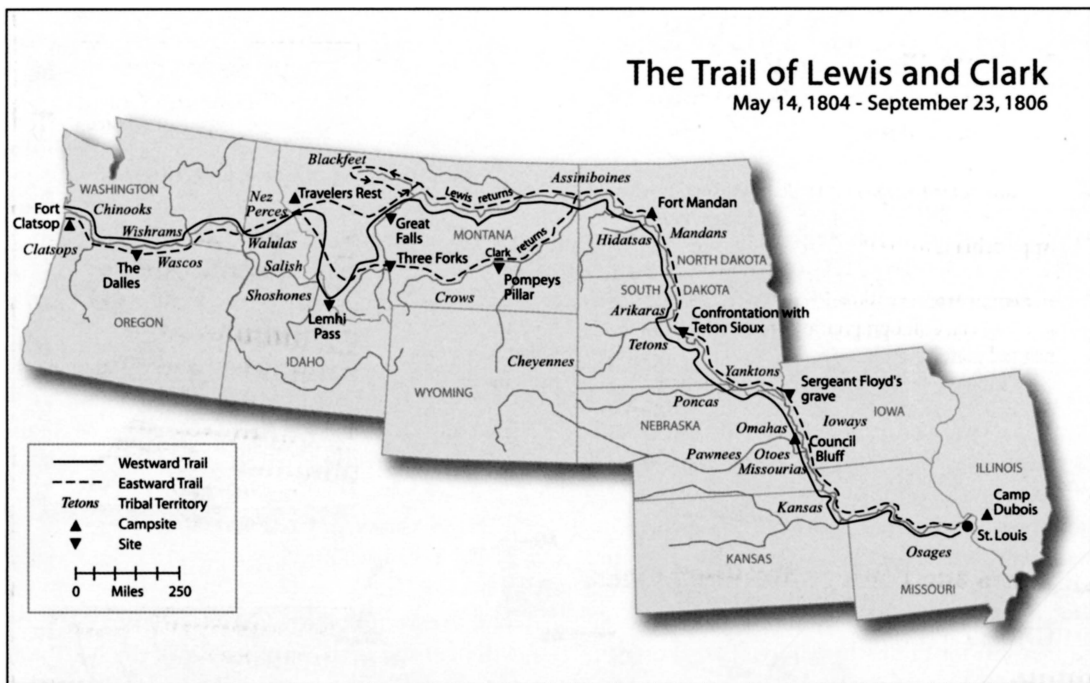 The Trail of Lewis and Clark
May 14, 1804 - September 23, 1806
WASHINGTON
Chinooks
Fort
Clatsop
Clatsops
Wishrams
The
Dalles
Wascos
OREGON
Nez
Perces
Walulas
Salish
Shoshones
Travelers Rest
Lemhi
Pass
IDAHO
Blackfeet
Lewis returns
Great
Falls
MONTANA
Three Forks
Clark
returns
Pompeys
Pillar
Crows
WYOMING
Cheyennes
Assiniboines
Fort Mandan
Mandans
Hidatsas
NORTH DAKOTA
SOUTH DAKOTA
Arikaras
Confrontation with
Teton Sioux
Tetons
Yanktons
Sergeant Floyd's
grave
Poncas
NEBRASKA
Omahas
Ioways
IOWA
Council
Bluff
Pawnees
Otoes
Missourias
Kansas
KANSAS
ILLINOIS
Camp
Dubois
St. Louis
Osages
MISSOURI
Westward Trail
Eastward Trail
Tetons Tribal Territory
Campsite
Site
0 Miles 250